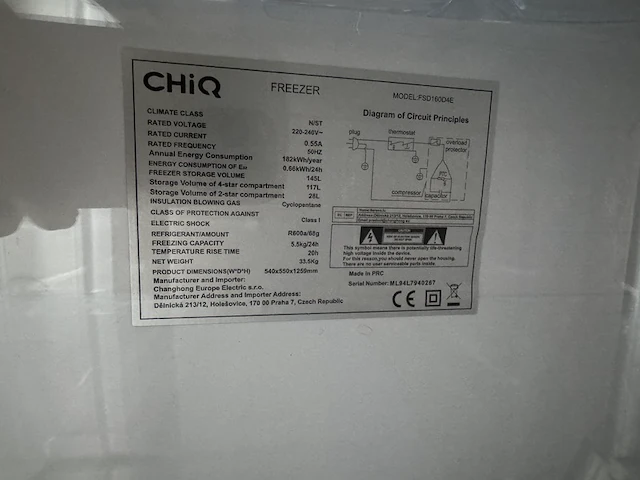 CHiQ FREEZER MODEL:FSD160D4E
CLIMATE CLASS N/ST
RATED VOLTAGE 220-240V~
RATED CURRENT 0.55A
RATED FREQUENCY 50HZ
Annual Energy Consumption 182kWh/year
ENERGY CONSUMPTION OF E 0.66kWh/24h
FREEZER STORAGE VOLUME 145L
Storage Volume of 4-star compartment 117L
Storage Volume of 2-star compartment 28L
INSULATION BLOWING GAS Cyclopentane
CLASS OF PROTECTION AGAINST
ELECTRIC SHOCK Class I
REFRIGERANT/AMOUNT R600a/68g
FREEZING CAPACITY 5.5kg/24h
TEMPERATURE RISE TIME 20h
NET WEIGHT 33.5Kg
PRODUCT DIMENSIONS(W*D*H) 540x550x1259mm
Manufacturer and Importer:
Changhong Europe Electric s.r.o.
Manufacturer Address and Importer Address:
Dělnická 213/12, Holešovice, 170 00 Praha 7, Czech Republic
Diagram of Circuit Principles
plug thermostat overload
protector
compressor capacitor
This symbol means there is potentially life-threatening
high voltage inside the device.
For this reason,you should never open the device.
There are no user serviceable parts inside.
Made in PRC
Serial Number:ML94L7940267
CE